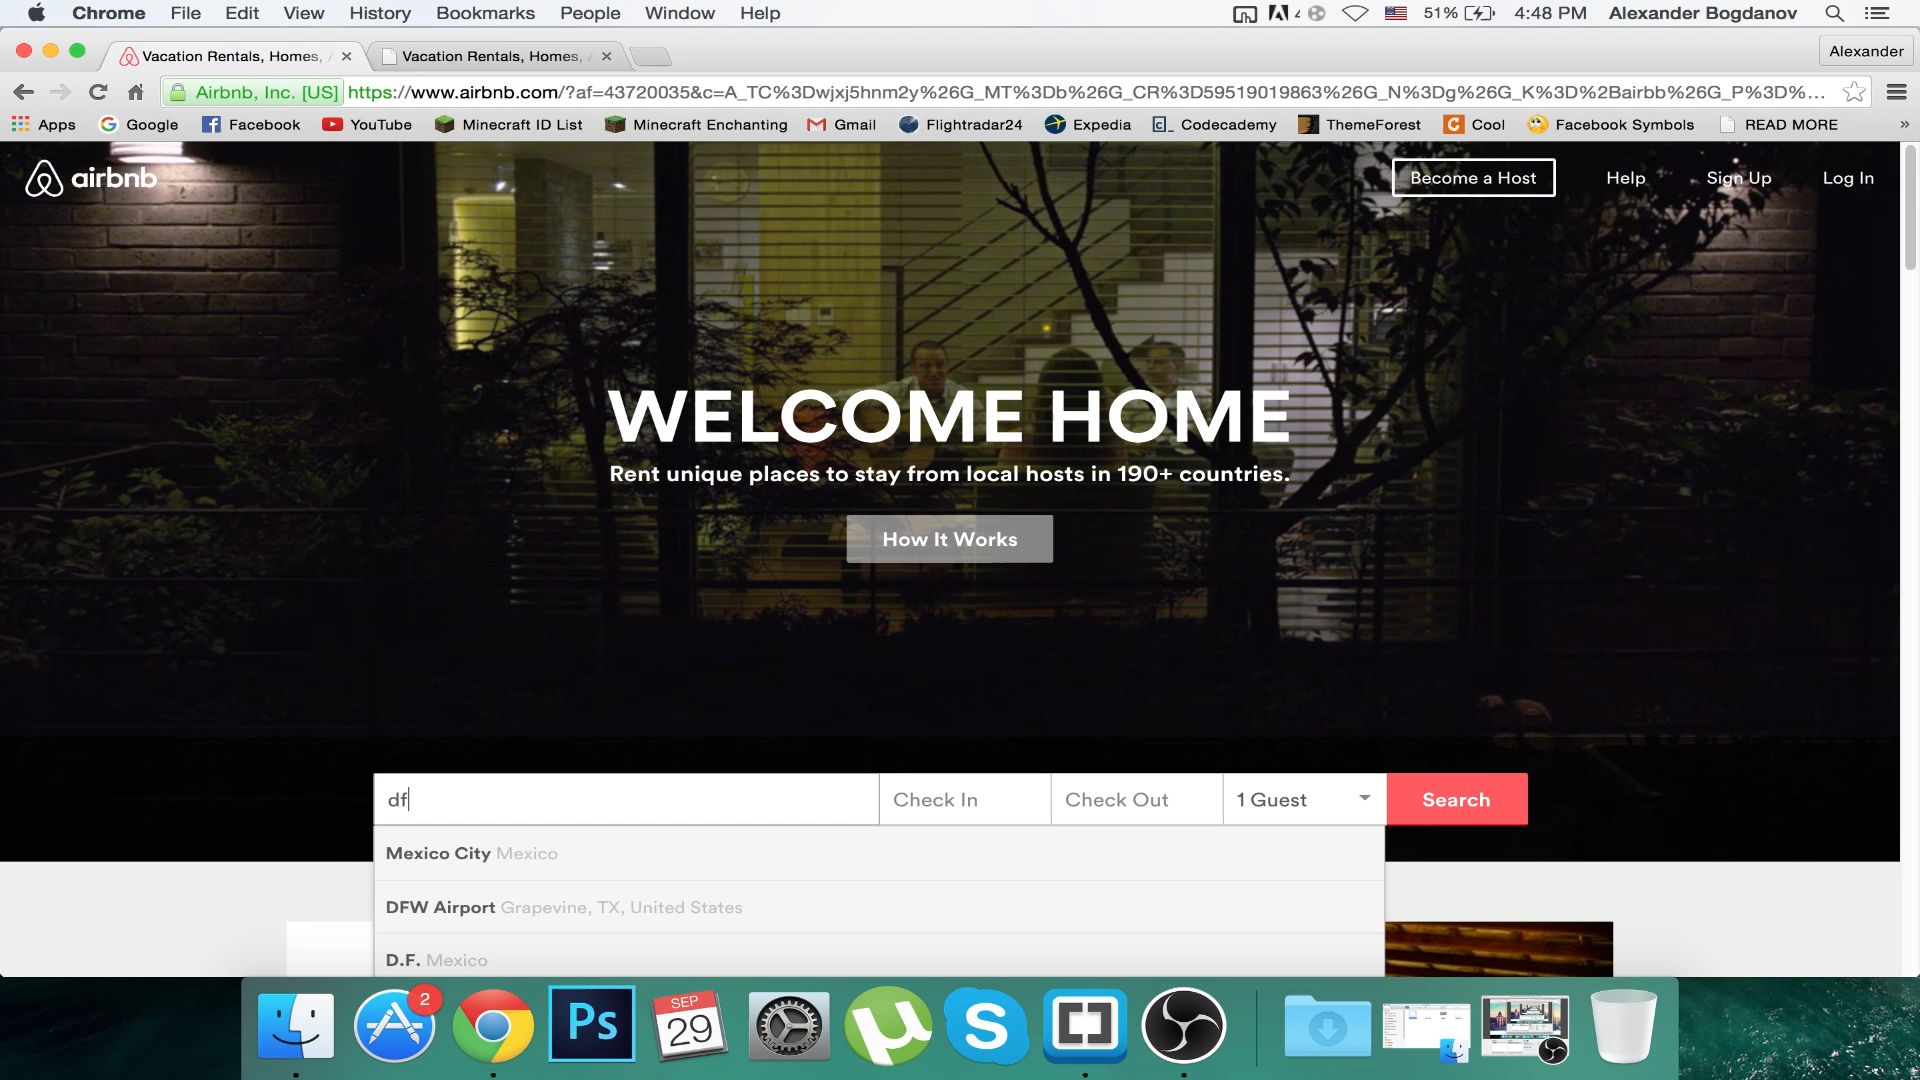 Chrome File Edit View History Bookmarks People Window Help 4 51% 4:48 PM Alexander Bogdanov
Vacation Rentals, Homes, Vacation Rentals, Homes, Alexander
Airbnb, Inc. [US] https://www.airbnb.com/?af=43720035&c=A_TC%3Dwjxj5hnm2y%26G_MT%3Db%26G_CR%3D59519019863%26G_N%3Dg%26G_K%3D%2Bairbb%26G_P%3D%...
Apps Google Facebook YouTube Minecraft ID List Minecraft Enchanting Gmail Flightradar24 Expedia Codecademy ThemeForest Cool Facebook Symbols READ MORE »
airbnb Become a Host Help Sign Up Log In
WELCOME HOME
Rent unique places to stay from local hosts in 190+ countries.
How It Works
df Check In Check Out 1 Guest Search
Mexico City Mexico
DFW Airport Grapevine, TX, United States
D.F. Mexico
2 Ps SEP 29 µ S